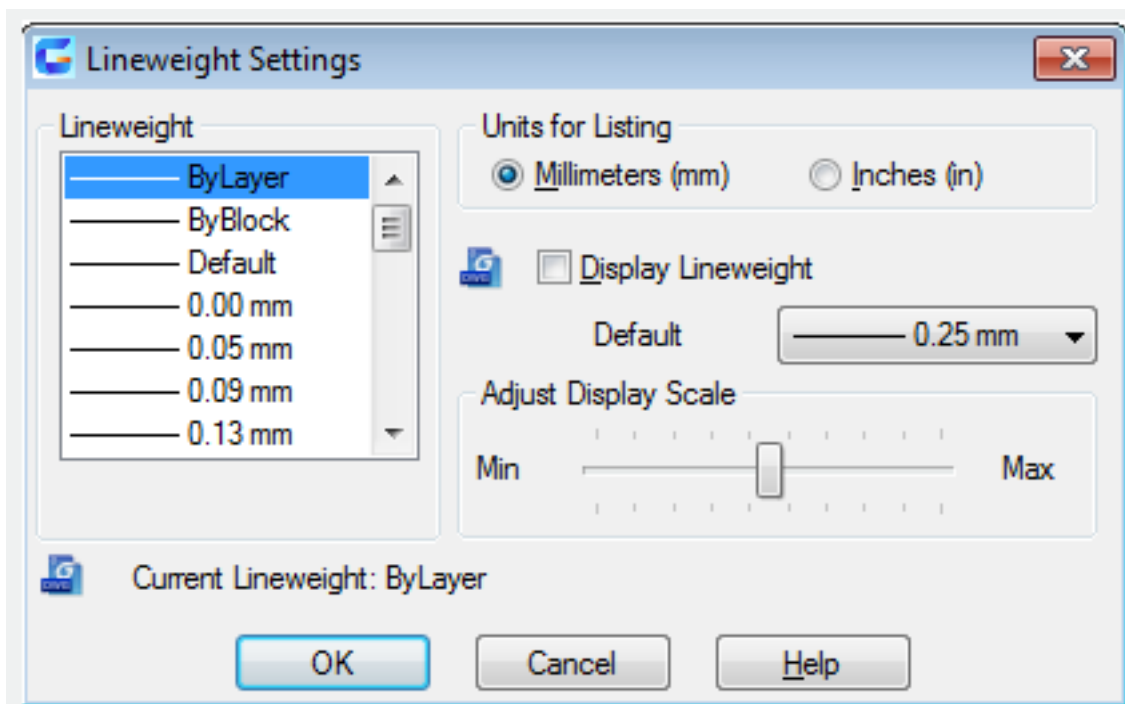 Lineweight Settings
Lineweight
ByLayer
ByBlock
Default
0.00 mm
0.05 mm
0.09 mm
0.13 mm
Units for Listing
Millimeters (mm)
Inches (in)
Display Lineweight
Default
0.25 mm
Adjust Display Scale
Min
Max
Current Lineweight: ByLayer
OK
Cancel
Help